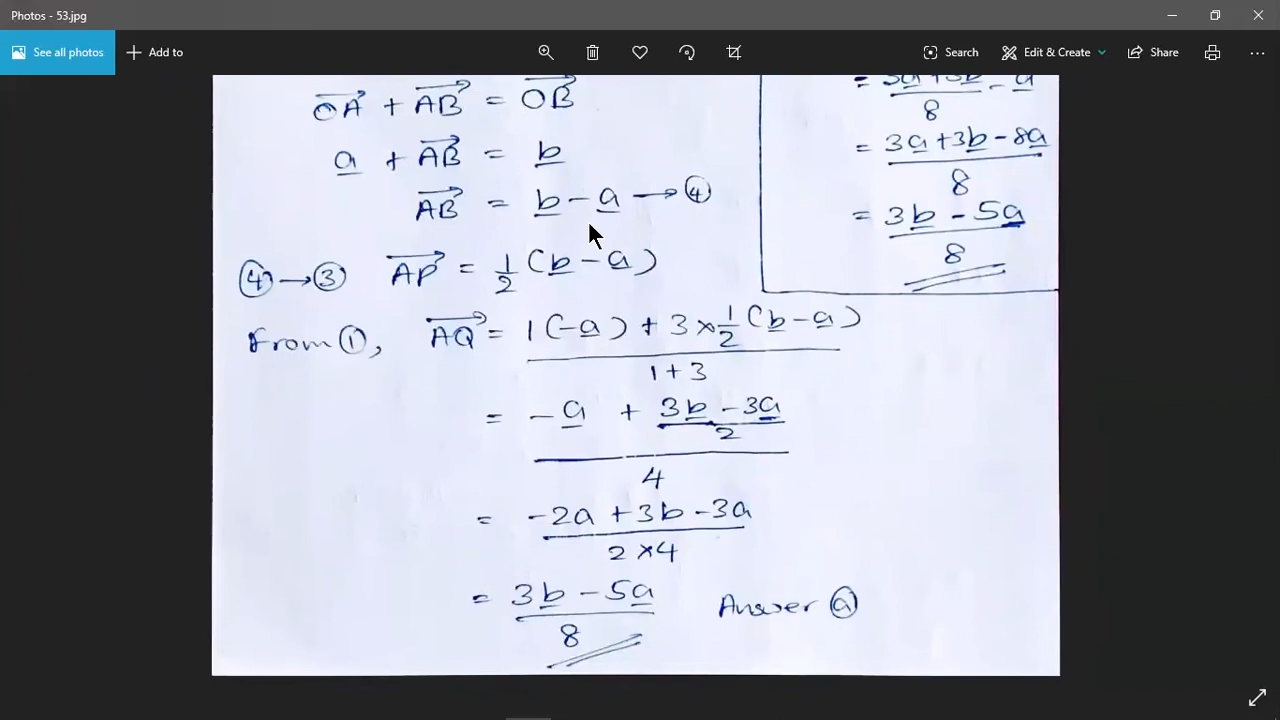 Photos - 53.jpg
See all photos
Add to
Search
Edit & Create
Share
OA + AB = OB
a + AB = b
AB = b - a → ④
④ → ③ AP = 1/2 (b - a)
From ①, AQ = 1(-a) + 3 × 1/2 (b - a)
1 + 3
= -a + 3b - 3a
2
4
= -2a + 3b - 3a
2 × 4
= 3b - 5a
8
Answer ⓐ
= 3a + 3b - a
8
= 3a + 3b - 8a
8
= 3b - 5a
8